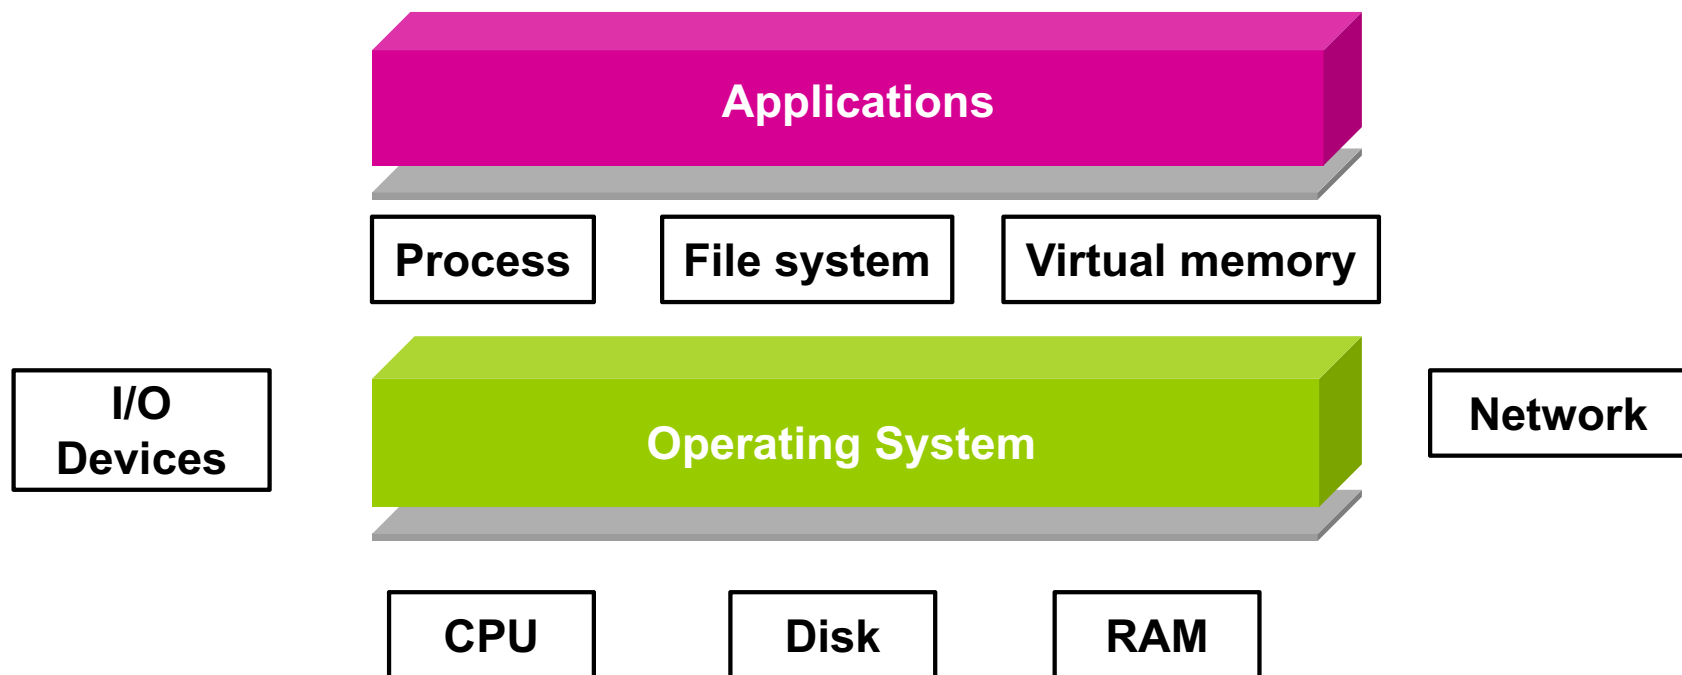 Applications
Process
File system
Virtual memory
I/O
Devices
Operating System
Network
CPU
Disk
RAM